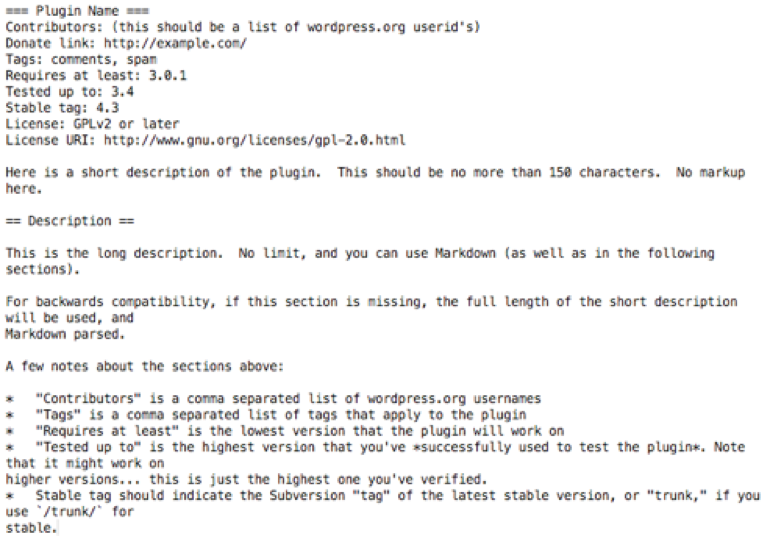 === Plugin Name ===
Contributors: (this should be a list of wordpress.org userid's)
Donate link: http://example.com/
Tags: comments, spam
Requires at least: 3.0.1
Tested up to: 3.4
Stable tag: 4.3
License: GPLv2 or later
License URI: http://www.gnu.org/licenses/gpl-2.0.html
Here is a short description of the plugin.  This should be no more than 150 characters.  No markup
here.
== Description ==
This is the long description.  No limit, and you can use Markdown (as well as in the following
sections).
For backwards compatibility, if this section is missing, the full length of the short description
will be used, and
Markdown parsed.
A few notes about the sections above:
*   "Contributors" is a comma separated list of wordpress.org usernames
*   "Tags" is a comma separated list of tags that apply to the plugin
*   "Requires at least" is the lowest version that the plugin will work on
*   "Tested up to" is the highest version that you've *successfully used to test the plugin*. Note
that it might work on
higher versions... this is just the highest one you've verified.
*   Stable tag should indicate the Subversion "tag" of the latest stable version, or "trunk," if you
use `/trunk/` for
stable.